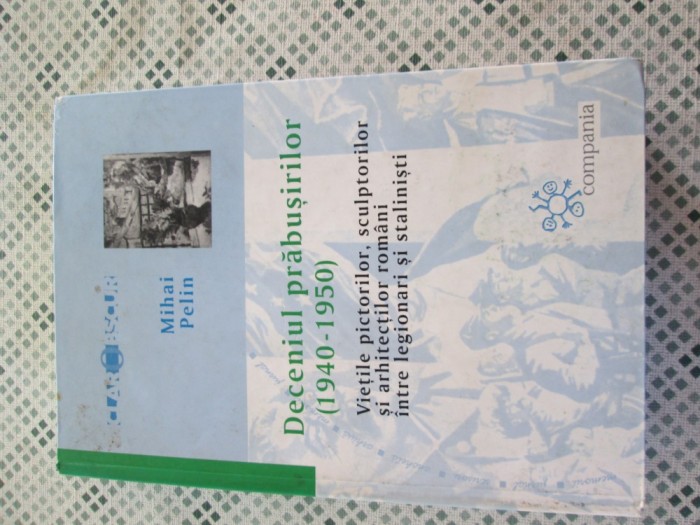 Mihai
Pelin
Deceniul prăbușirilor
(1940-1950)
Viețile pictorilor, sculptorilor
și arhitecților români
între legionari și staliniști
compania